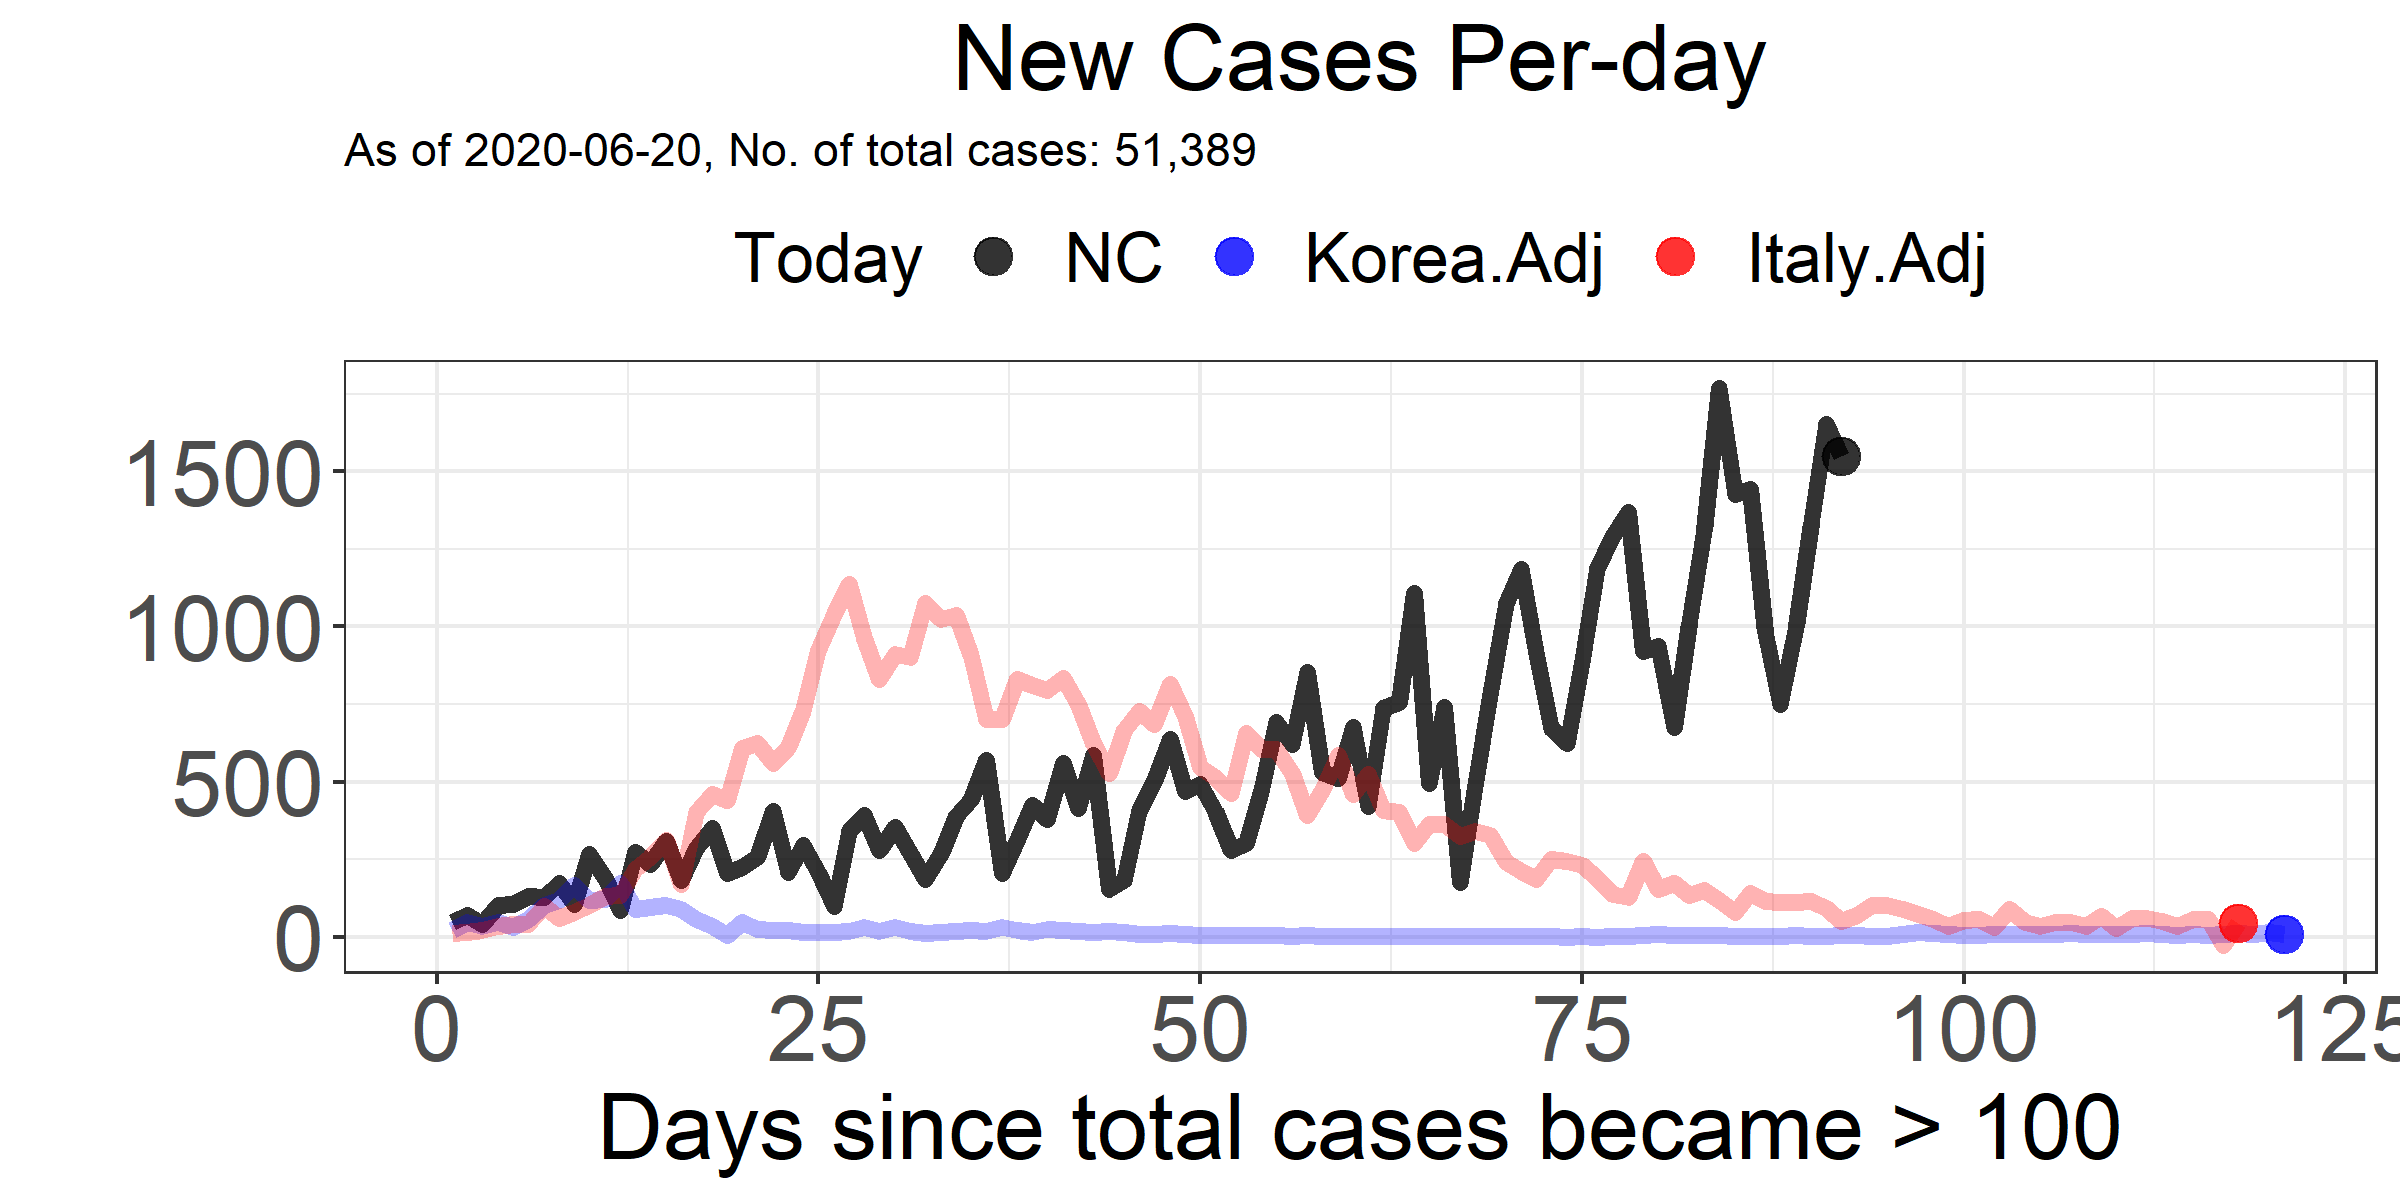 New Cases Per-day
As of 2020-06-20, No. of total cases: 51,389
Today NC Korea.Adj Italy.Adj
1500
1000
500
0
0 25 50 75 100 125
Days since total cases became > 100